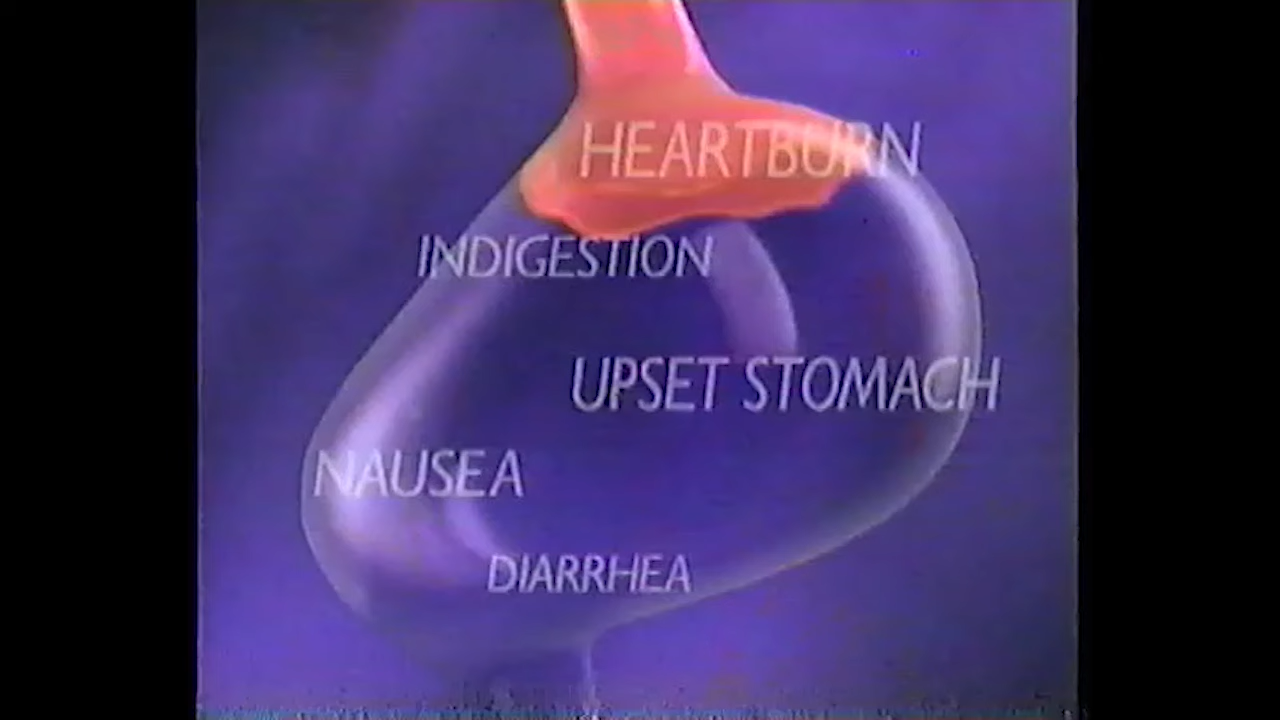 HEARTBURN
INDIGESTION
UPSET STOMACH
NAUSEA
DIARRHEA